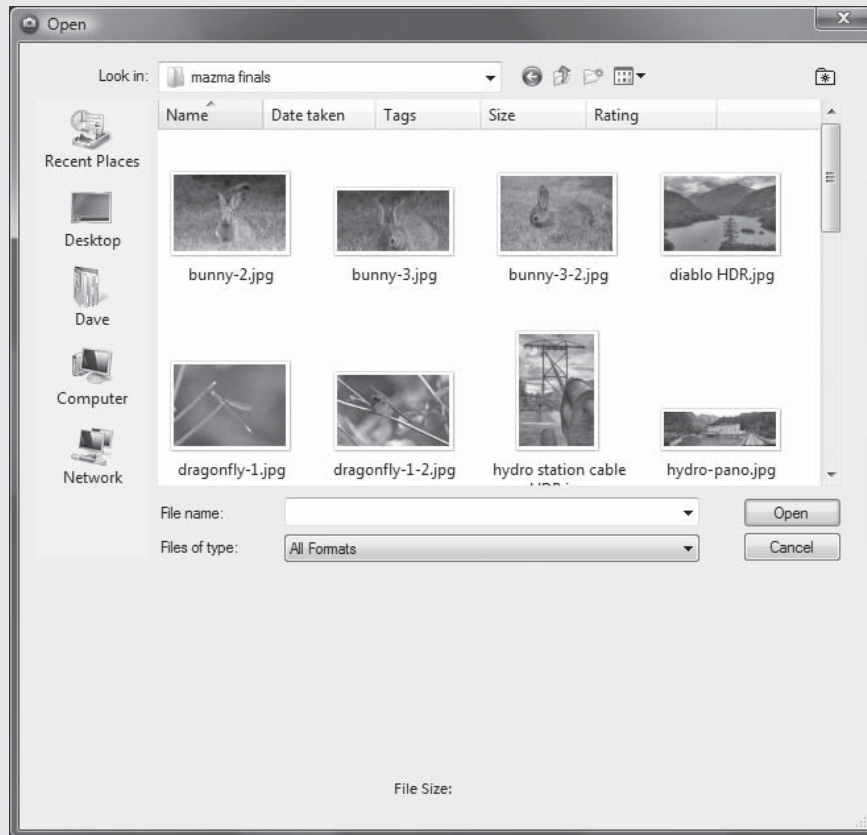 Open
Look in: mazma finals
Name Date taken Tags Size Rating
Recent Places
Desktop
Dave
Computer
Network
bunny-2.jpg bunny-3.jpg bunny-3-2.jpg diablo HDR.jpg
dragonfly-1.jpg dragonfly-1-2.jpg hydro station cable hydro-pano.jpg
File name: Open
Files of type: All Formats Cancel
File Size: